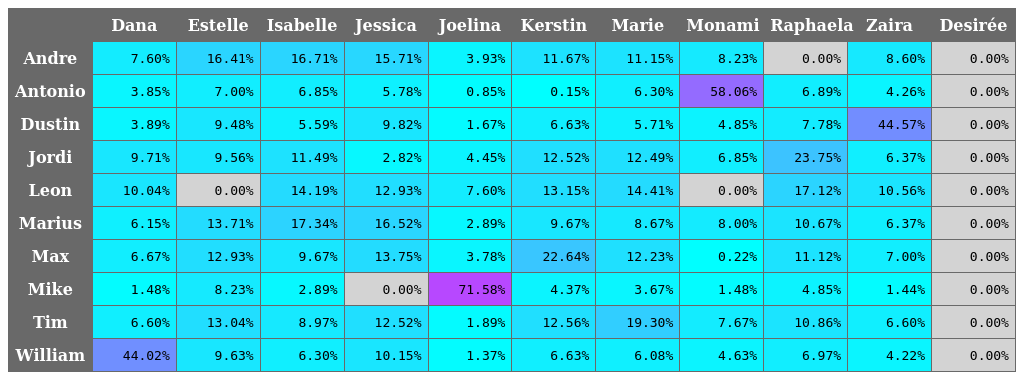 Dana Estelle Isabelle Jessica Joelina Kerstin Marie Monami Raphaela Zaira Desirée
Andre 7.60% 16.41% 16.71% 15.71% 3.93% 11.67% 11.15% 8.23% 0.00% 8.60% 0.00%
Antonio 3.85% 7.00% 6.85% 5.78% 0.85% 0.15% 6.30% 58.06% 6.89% 4.26% 0.00%
Dustin 3.89% 9.48% 5.59% 9.82% 1.67% 6.63% 5.71% 4.85% 7.78% 44.57% 0.00%
Jordi 9.71% 9.56% 11.49% 2.82% 4.45% 12.52% 12.49% 6.85% 23.75% 6.37% 0.00%
Leon 10.04% 0.00% 14.19% 12.93% 7.60% 13.15% 14.41% 0.00% 17.12% 10.56% 0.00%
Marius 6.15% 13.71% 17.34% 16.52% 2.89% 9.67% 8.67% 8.00% 10.67% 6.37% 0.00%
Max 6.67% 12.93% 9.67% 13.75% 3.78% 22.64% 12.23% 0.22% 11.12% 7.00% 0.00%
Mike 1.48% 8.23% 2.89% 0.00% 71.58% 4.37% 3.67% 1.48% 4.85% 1.44% 0.00%
Tim 6.60% 13.04% 8.97% 12.52% 1.89% 12.56% 19.30% 7.67% 10.86% 6.60% 0.00%
William 44.02% 9.63% 6.30% 10.15% 1.37% 6.63% 6.08% 4.63% 6.97% 4.22% 0.00%